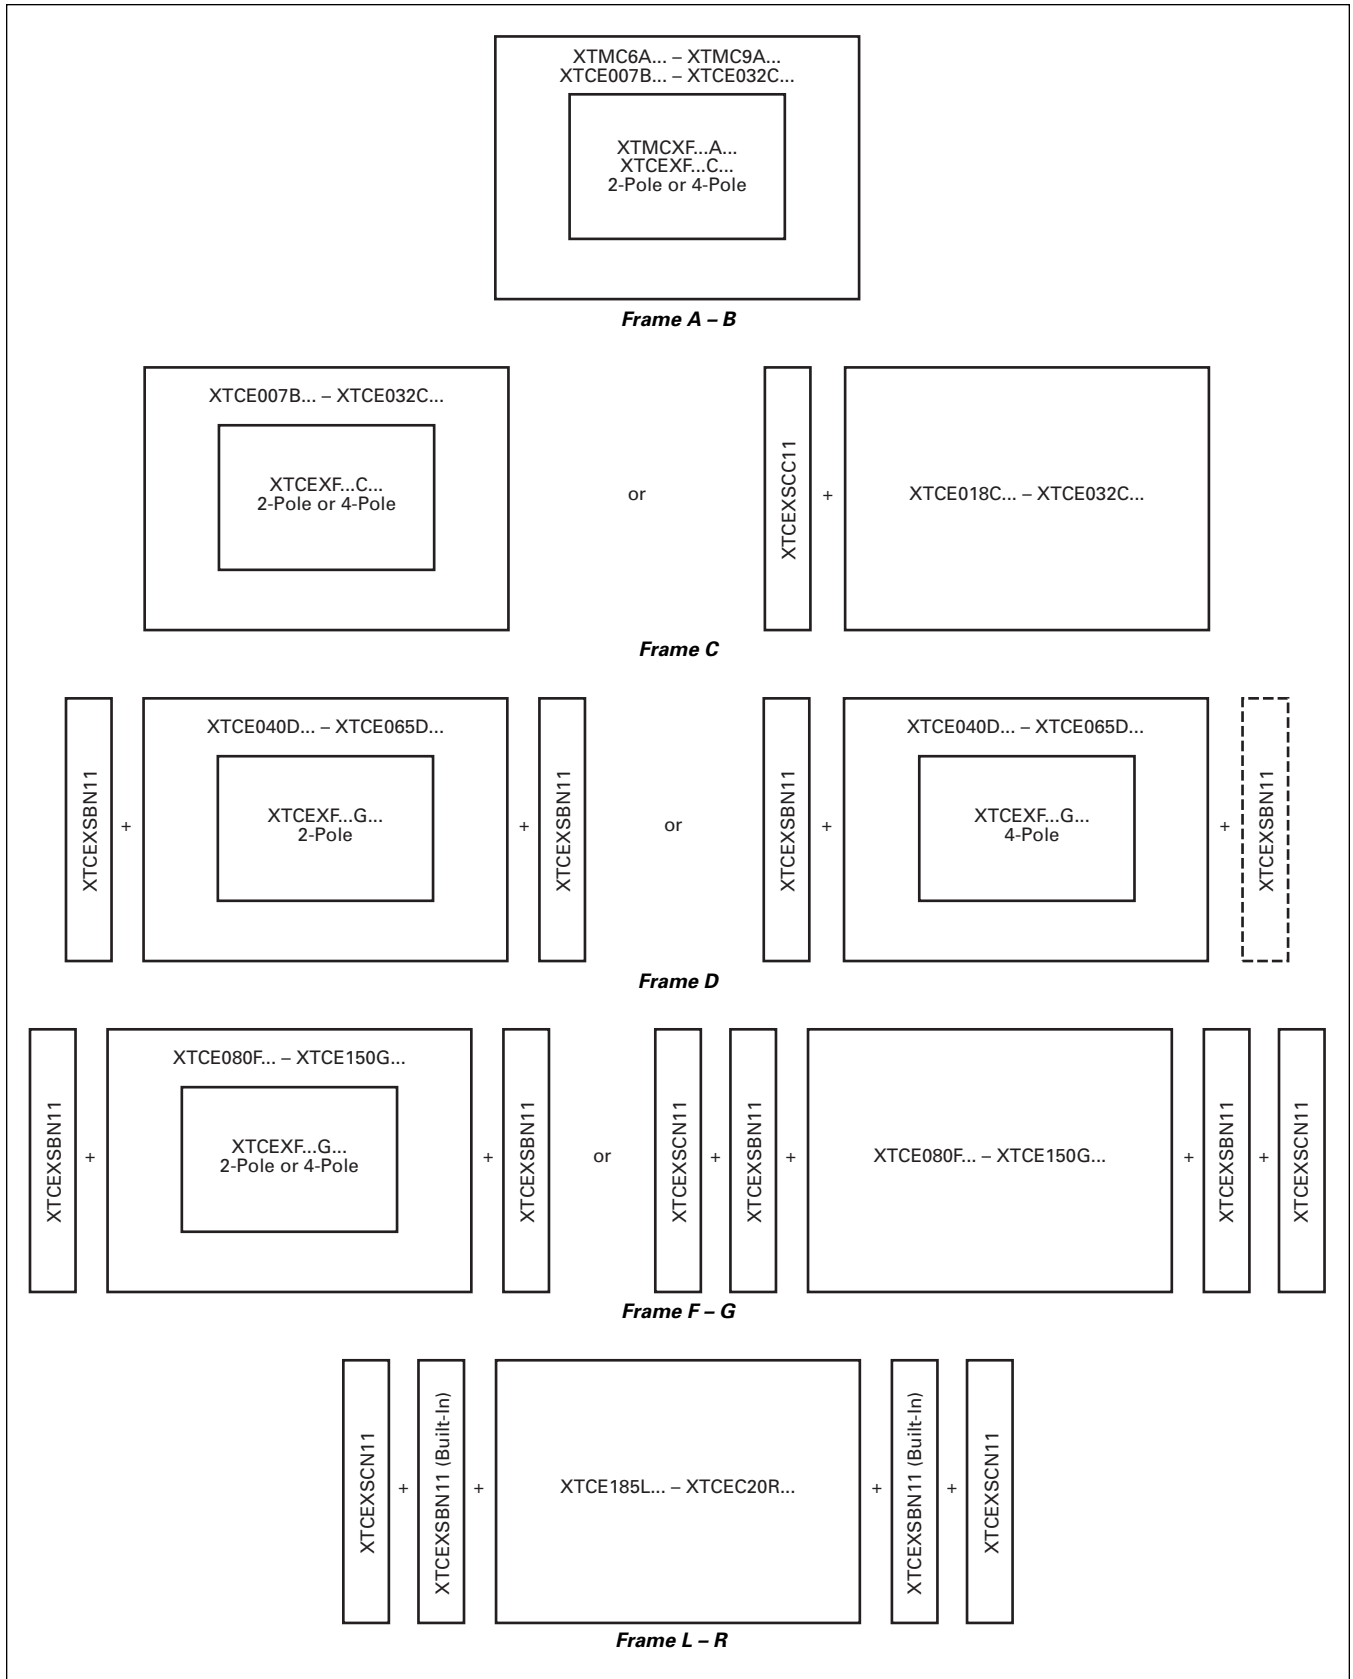 XTMC6A... – XTMC9A...
XTCE007B... – XTCE032C...
XTMCXF...A...
XTCEXF...C...
2-Pole or 4-Pole
Frame A – B
XTCE007B... – XTCE032C...
XTCEXF...C...
2-Pole or 4-Pole
or
XTCEXSCC11
+
XTCE018C... – XTCE032C...
Frame C
XTCEXSBN11
+
XTCE040D... – XTCE065D...
XTCEXF...G...
2-Pole
+
XTCEXSBN11
or
XTCEXSBN11
+
XTCE040D... – XTCE065D...
XTCEXF...G...
4-Pole
+
XTCEXSBN11
Frame D
XTCEXSBN11
+
XTCE080F... – XTCE150G...
XTCEXF...G...
2-Pole or 4-Pole
+
XTCEXSBN11
or
XTCEXSCN11
+
XTCEXSBN11
+
XTCE080F... – XTCE150G...
+
XTCEXSBN11
+
XTCEXSCN11
Frame F – G
XTCEXSCN11
+
XTCEXSBN11 (Built-In)
+
XTCE185L... – XTCEC20R...
+
XTCEXSBN11 (Built-In)
+
XTCEXSCN11
Frame L – R